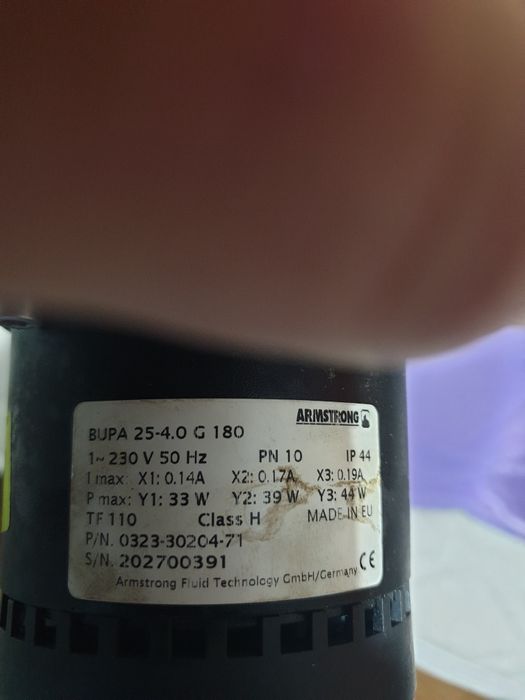 ARMSTRONG
BUPA 25-4.0 G 180
1~ 230 V 50 Hz PN 10 IP 44
I max: X1: 0.14A X2: 0.17A X3: 0.19A
P max: Y1: 33 W Y2: 39 W Y3: 44 W
TF 110 Class H MADE IN EU
P/N. 0323-30204-71
S/N. 202700391
Armstrong Fluid Technology GmbH/Germany CE